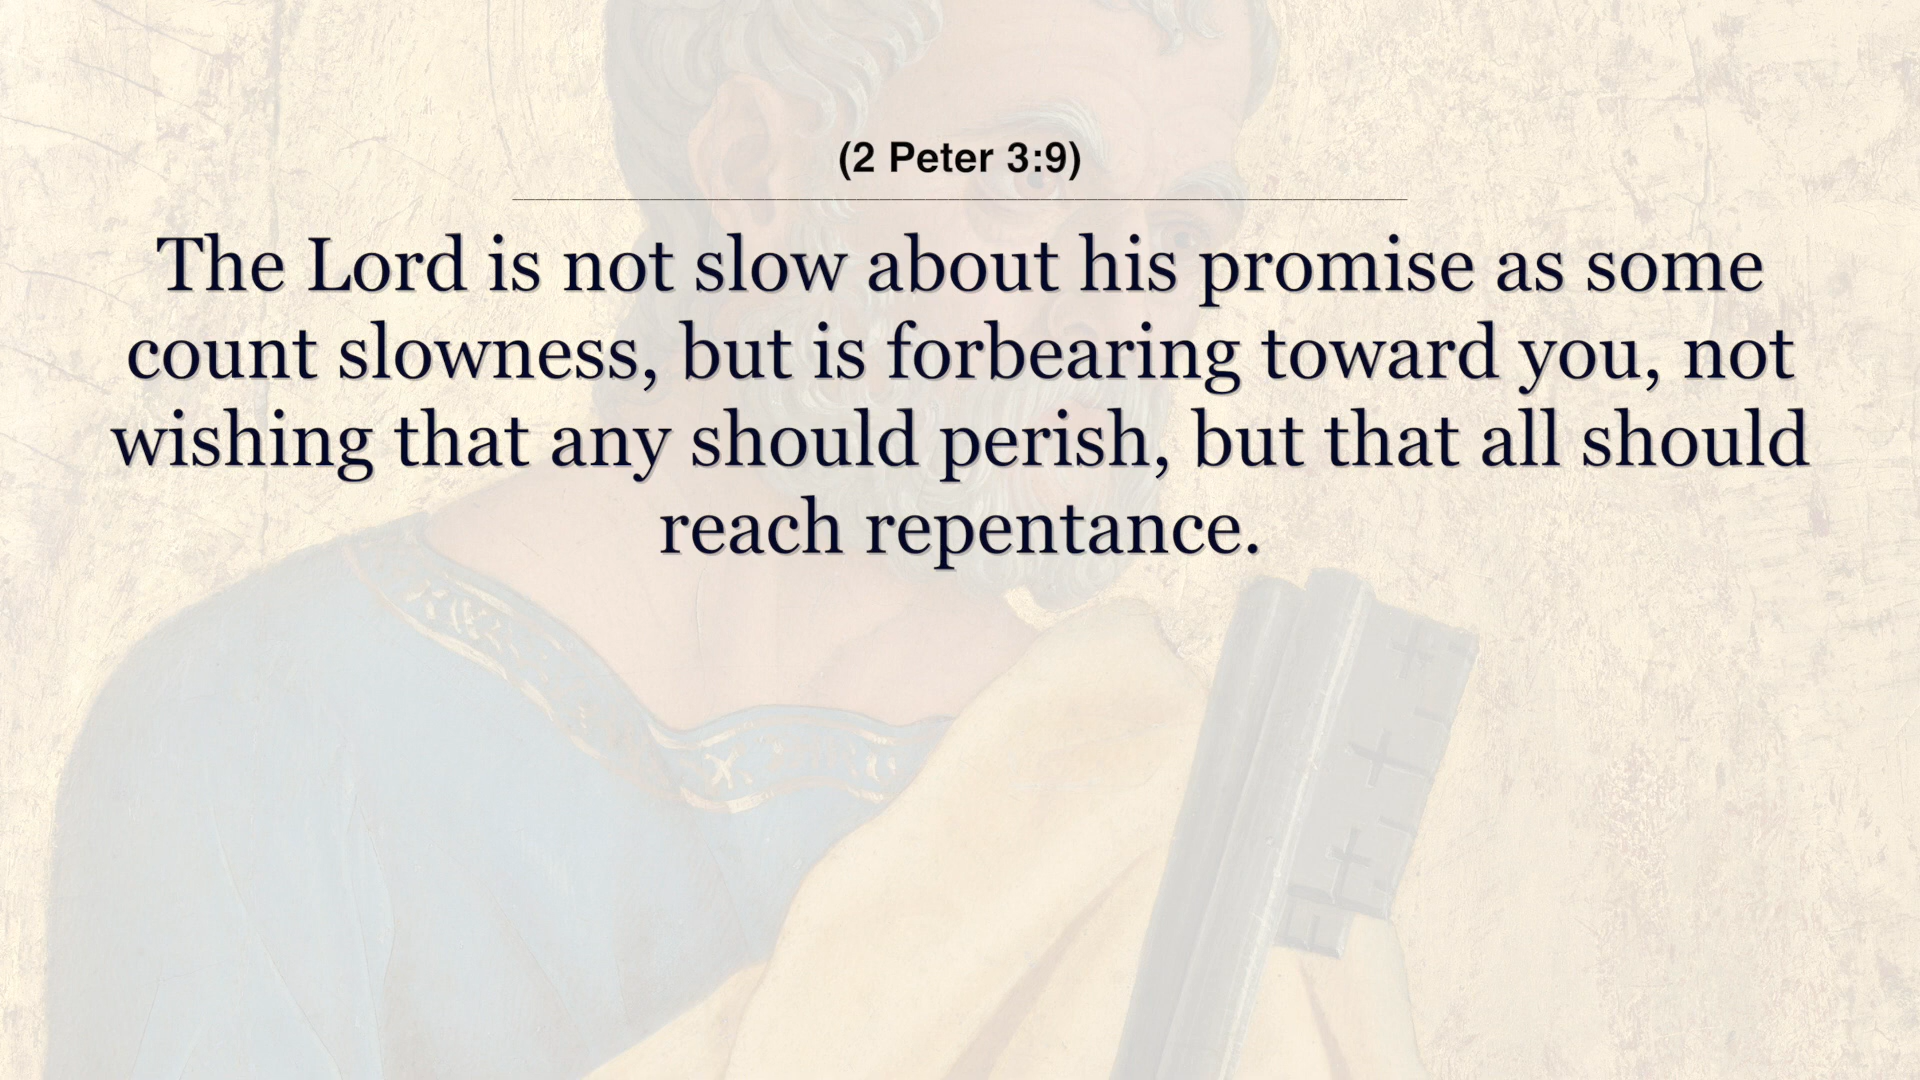 (2 Peter 3:9)
The Lord is not slow about his promise as some
count slowness, but is forbearing toward you, not
wishing that any should perish, but that all should
reach repentance.